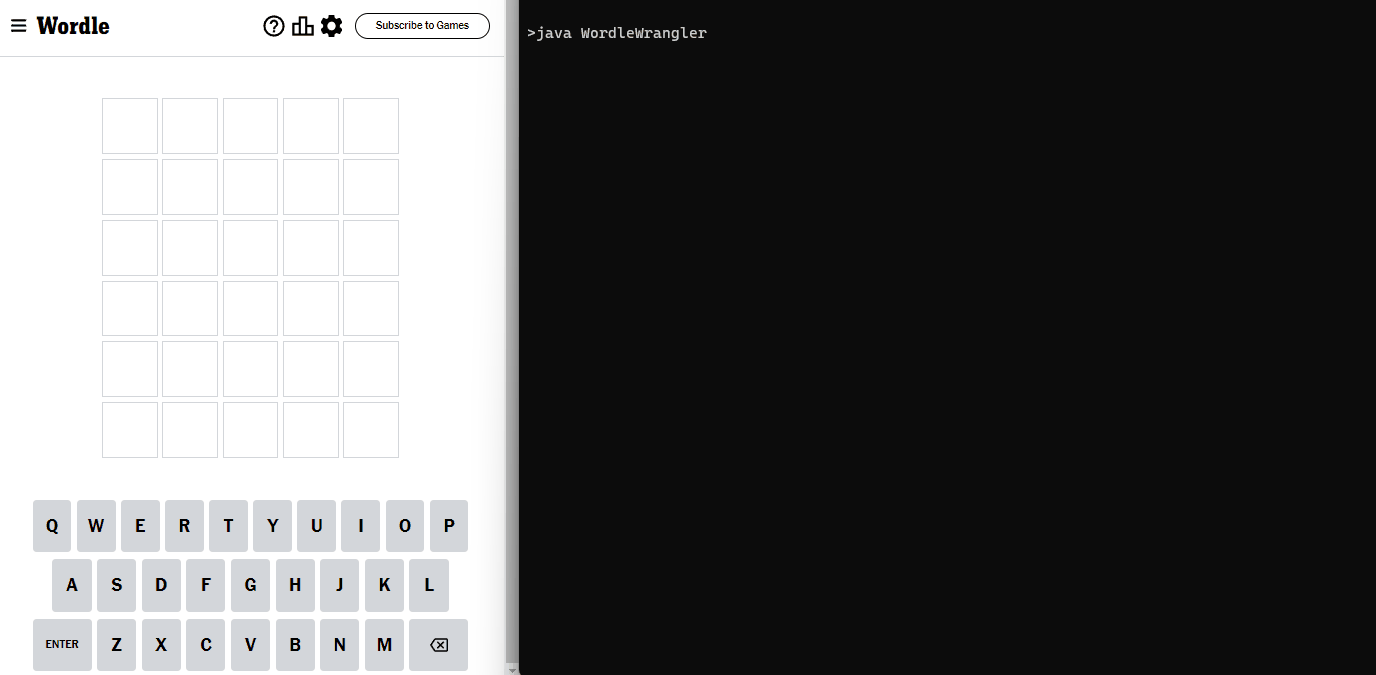 Wordle
Subscribe to Games
>java WordleWrangler
Q W E R T Y U I O P
A S D F G H J K L
ENTER Z X C V B N M